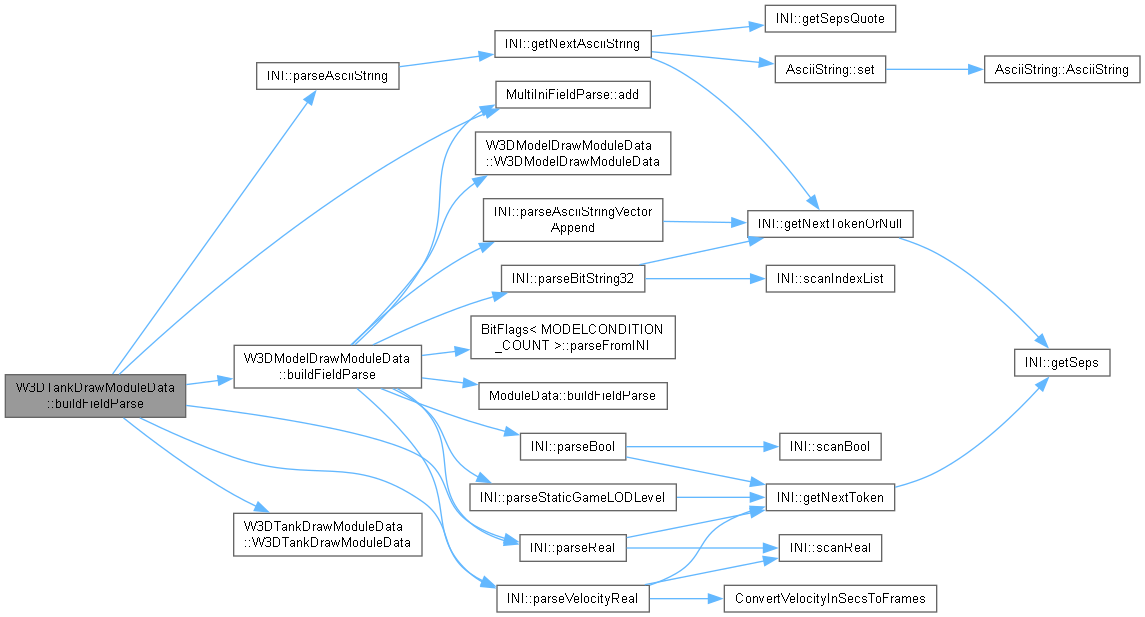 INI::getSepsQuote
INI::getNextAsciiString
AsciiString::set
AsciiString::AsciiString
INI::parseAsciiString
MultiIniFieldParse::add
W3DModelDrawModuleData
::W3DModelDrawModuleData
INI::parseAsciiStringVector
Append
INI::getNextTokenOrNull
INI::parseBitString32
INI::scanIndexList
BitFlags< MODELCONDITION
_COUNT >::parseFromINI
W3DModelDrawModuleData
::buildFieldParse
INI::getSeps
W3DTankDrawModuleData
::buildFieldParse
ModuleData::buildFieldParse
INI::parseBool
INI::scanBool
INI::parseStaticGameLODLevel
INI::getNextToken
W3DTankDrawModuleData
::W3DTankDrawModuleData
INI::parseReal
INI::scanReal
INI::parseVelocityReal
ConvertVelocityInSecsToFrames